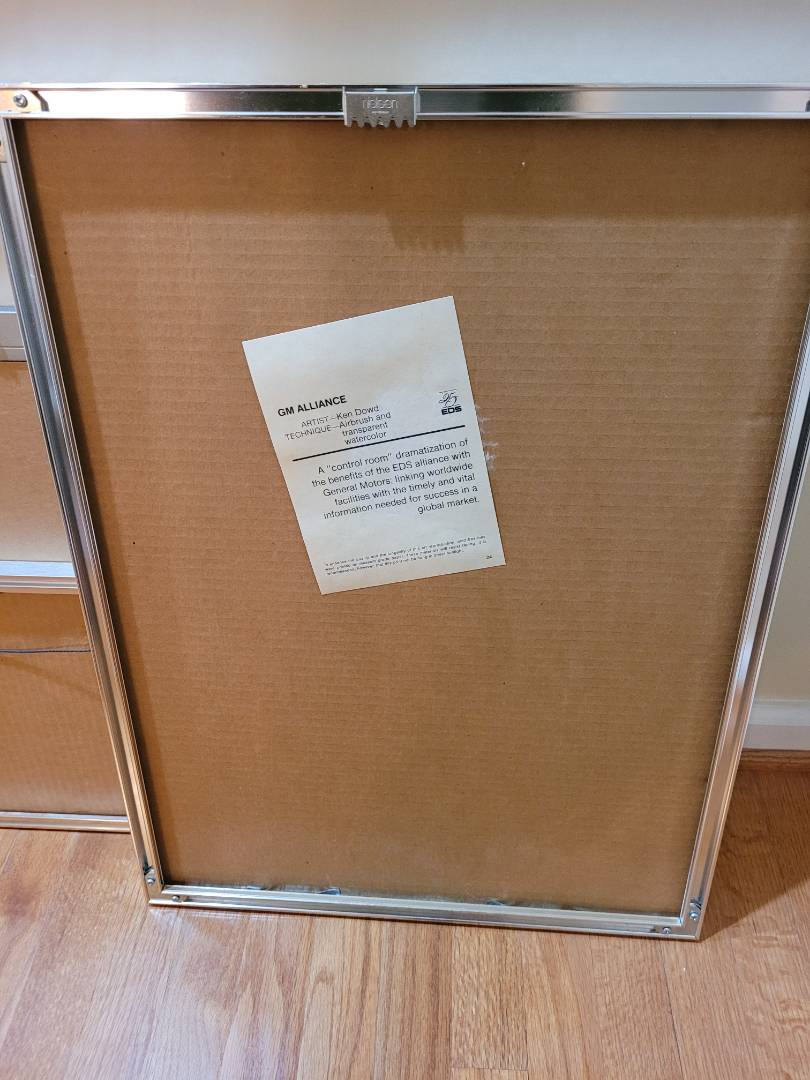 nielsen
GM ALLIANCE
ARTIST—Ken Dowd
TECHNIQUE—Airbrush and
transparent
watercolor
25
EDS
A "control room" dramatization of
the benefits of the EDS alliance with
General Motors: linking worldwide
facilities with the timely and vital
information needed for success in a
global market.